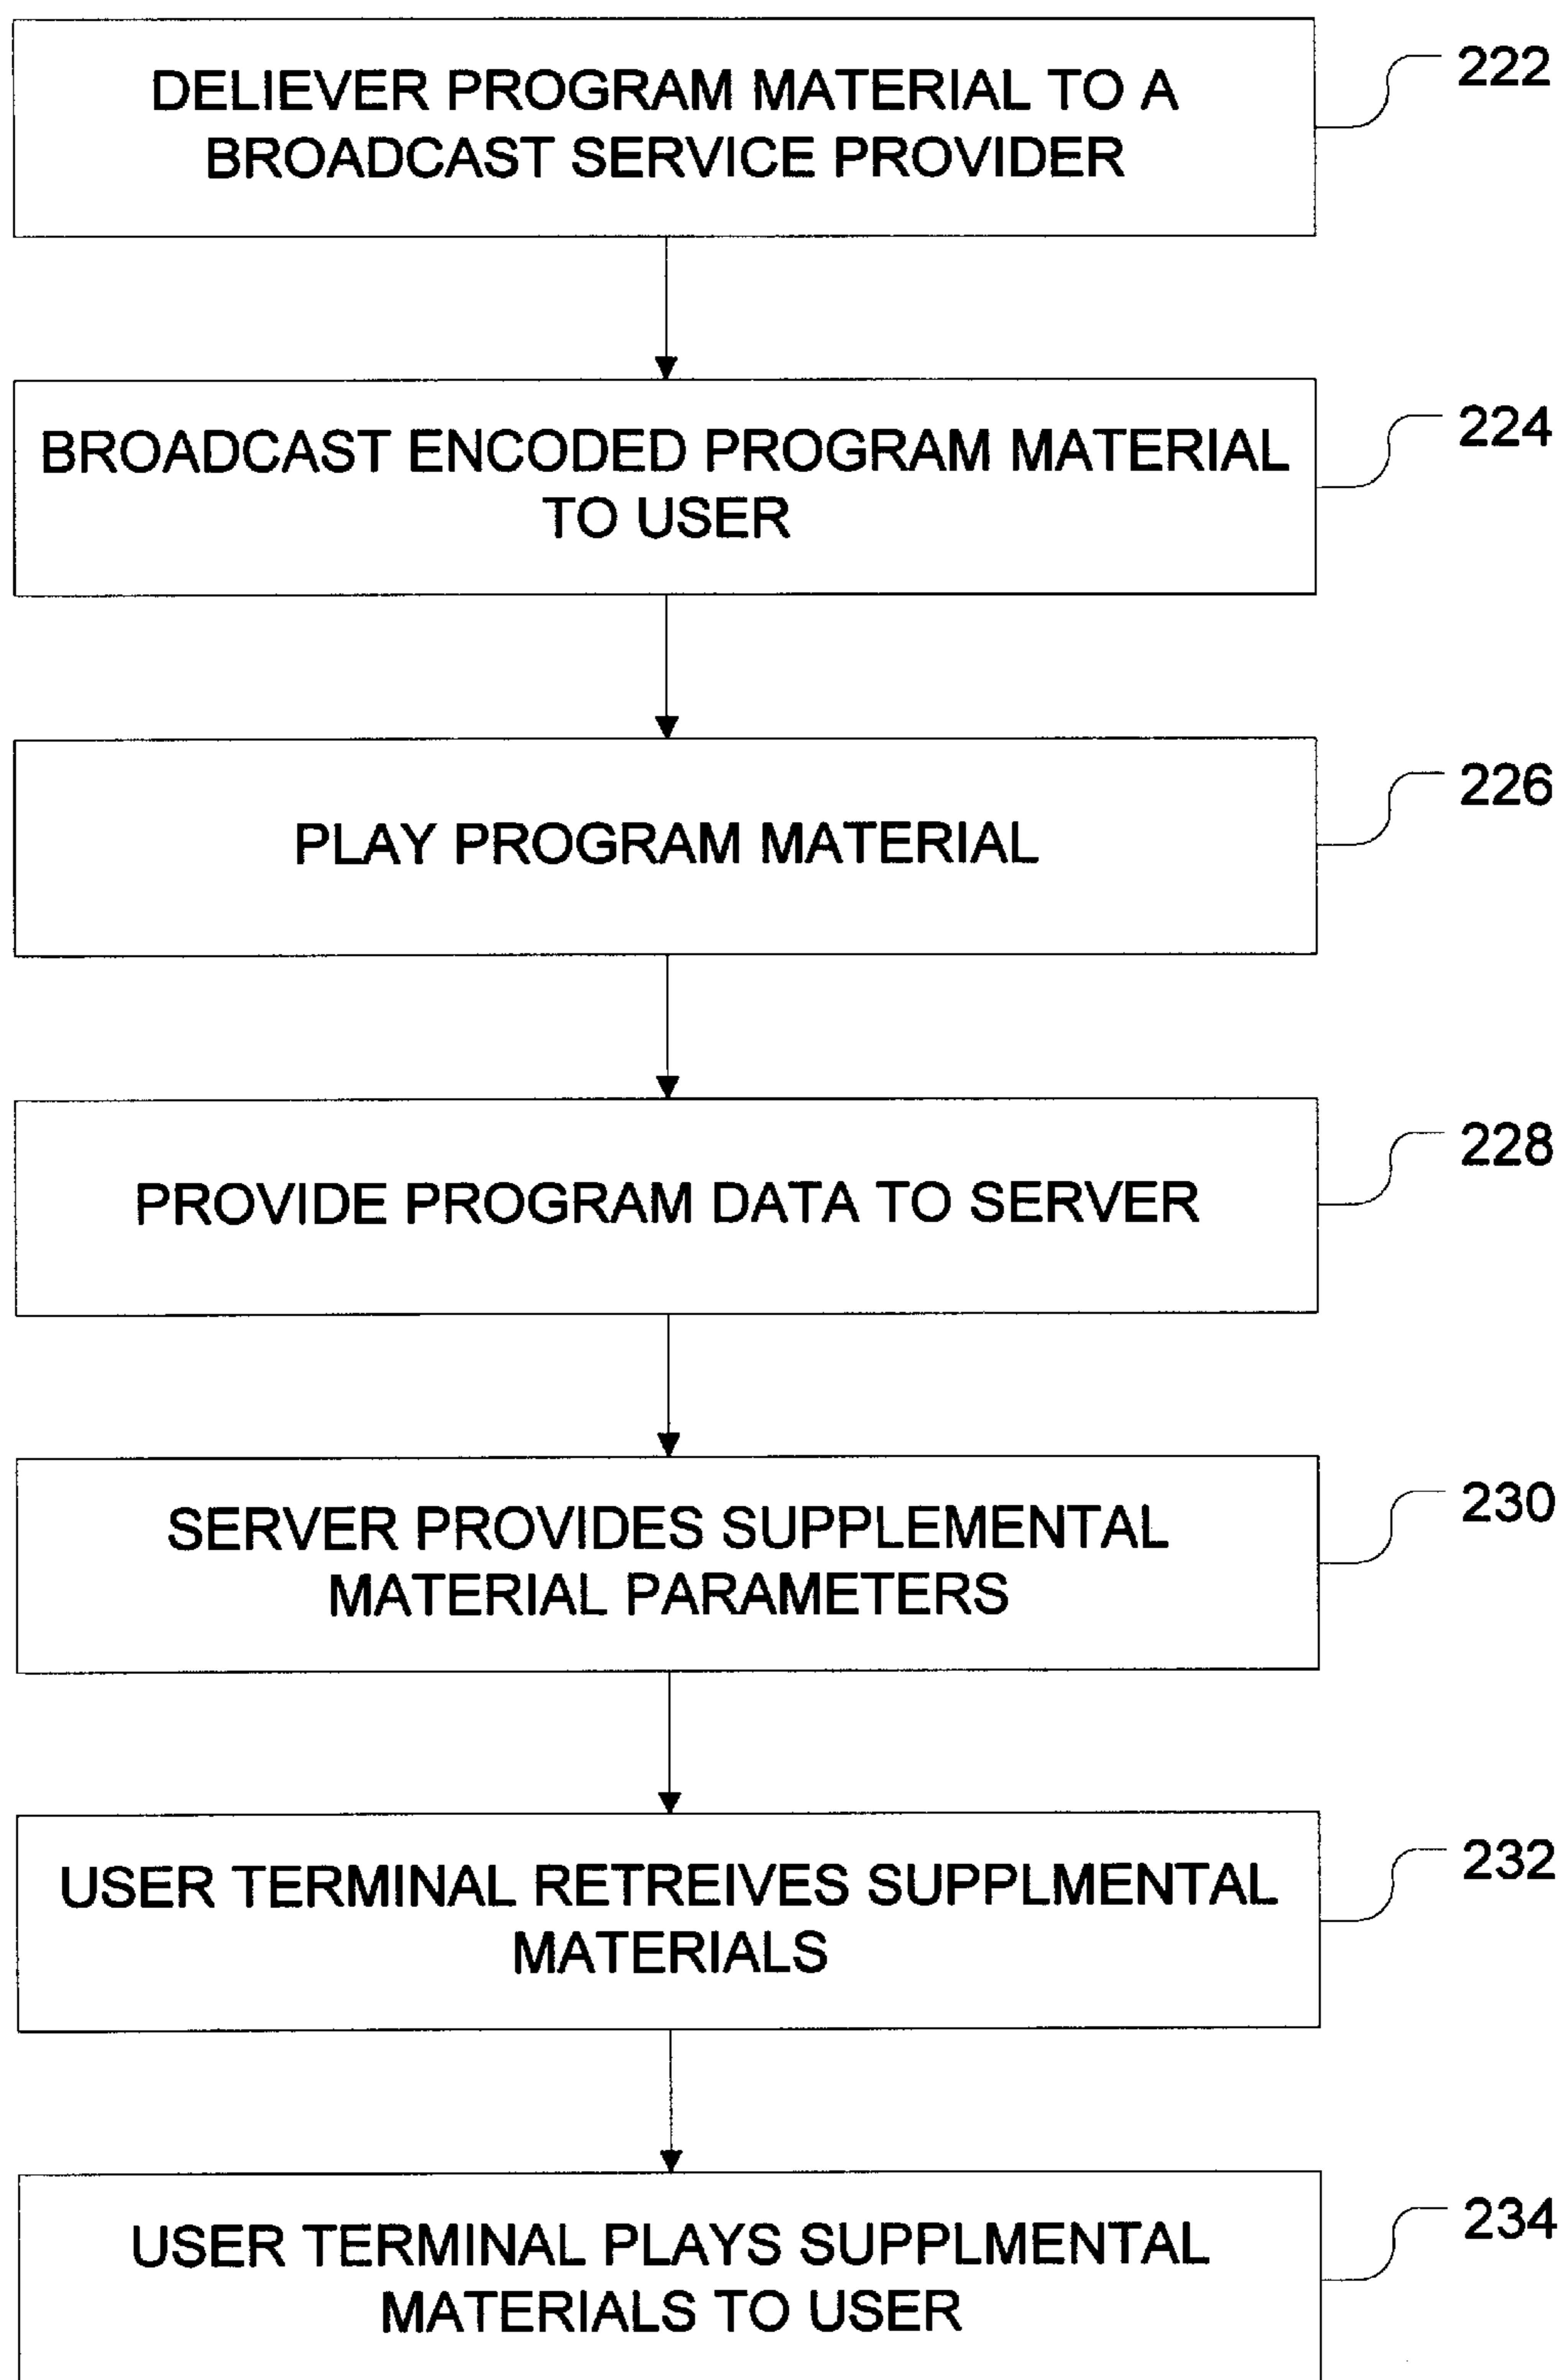 DELIEVER PROGRAM MATERIAL TO A
BROADCAST SERVICE PROVIDER
222
BROADCAST ENCODED PROGRAM MATERIAL
TO USER
224
PLAY PROGRAM MATERIAL
226
PROVIDE PROGRAM DATA TO SERVER
228
SERVER PROVIDES SUPPLEMENTAL
MATERIAL PARAMETERS
230
USER TERMINAL RETREIVES SUPPLMENTAL
MATERIALS
232
USER TERMINAL PLAYS SUPPLMENTAL
MATERIALS TO USER
234